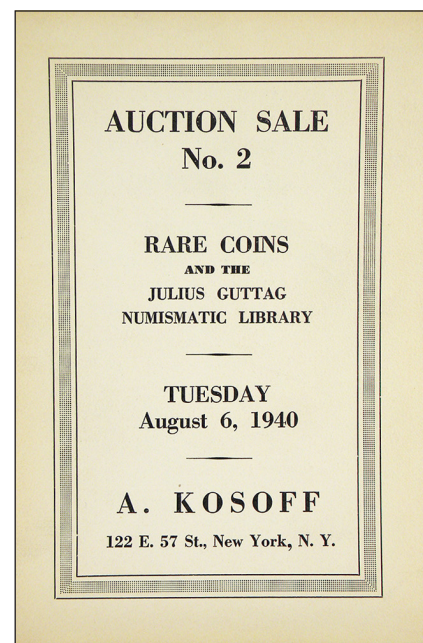 AUCTION SALE
No. 2
RARE COINS
AND THE
JULIUS GUTTAG
NUMISMATIC LIBRARY
TUESDAY
August 6, 1940
A. KOSOFF
122 E. 57 St., New York, N. Y.